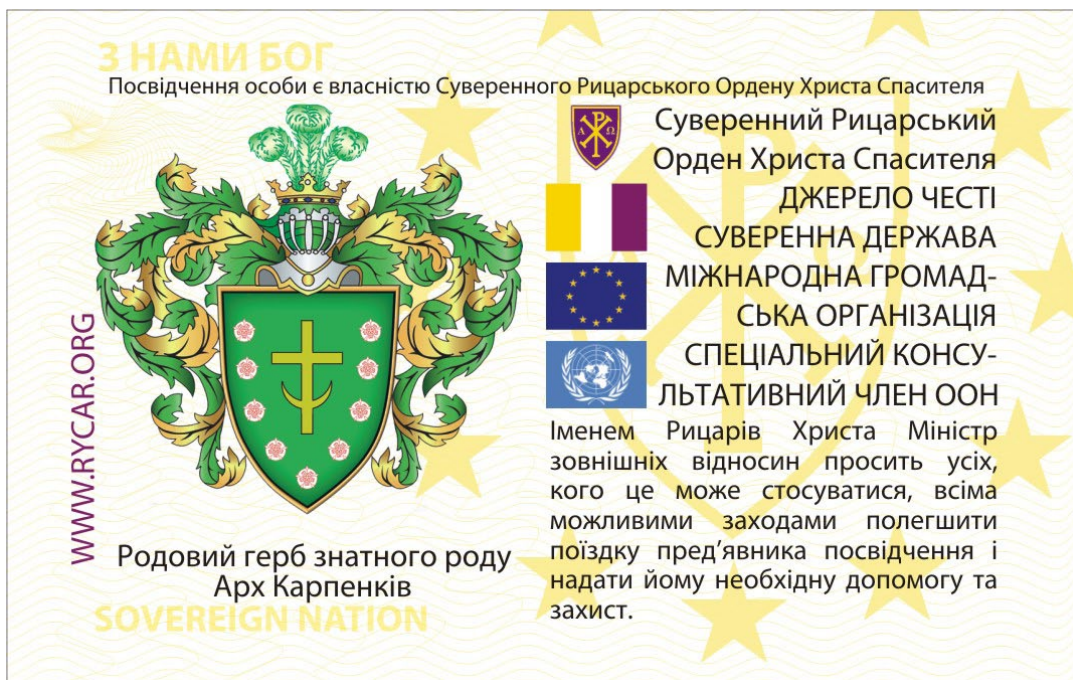 З НАМИ БОГ
Посвідчення особи є власністю Суверенного Рицарського Ордену Христа Спасителя
WWW.RYCAR.ORG
Родовий герб знатного роду
Арх Карпенків
SOVEREIGN NATION
Суверенний Рицарський
Орден Христа Спасителя
ДЖЕРЕЛО ЧЕСТІ
СУВЕРЕННА ДЕРЖАВА
МІЖНАРОДНА ГРОМАД-
СЬКА ОРГАНІЗАЦІЯ
СПЕЦІАЛЬНИЙ КОНСУ-
ЛЬТАТИВНИЙ ЧЛЕН ООН
Іменем Рицарів Христа Міністр
зовнішніх відносин просить усіх,
кого це може стосуватися, всіма
можливими заходами полегшити
поїздку пред’явника посвідчення і
надати йому необхідну допомогу та
захист.